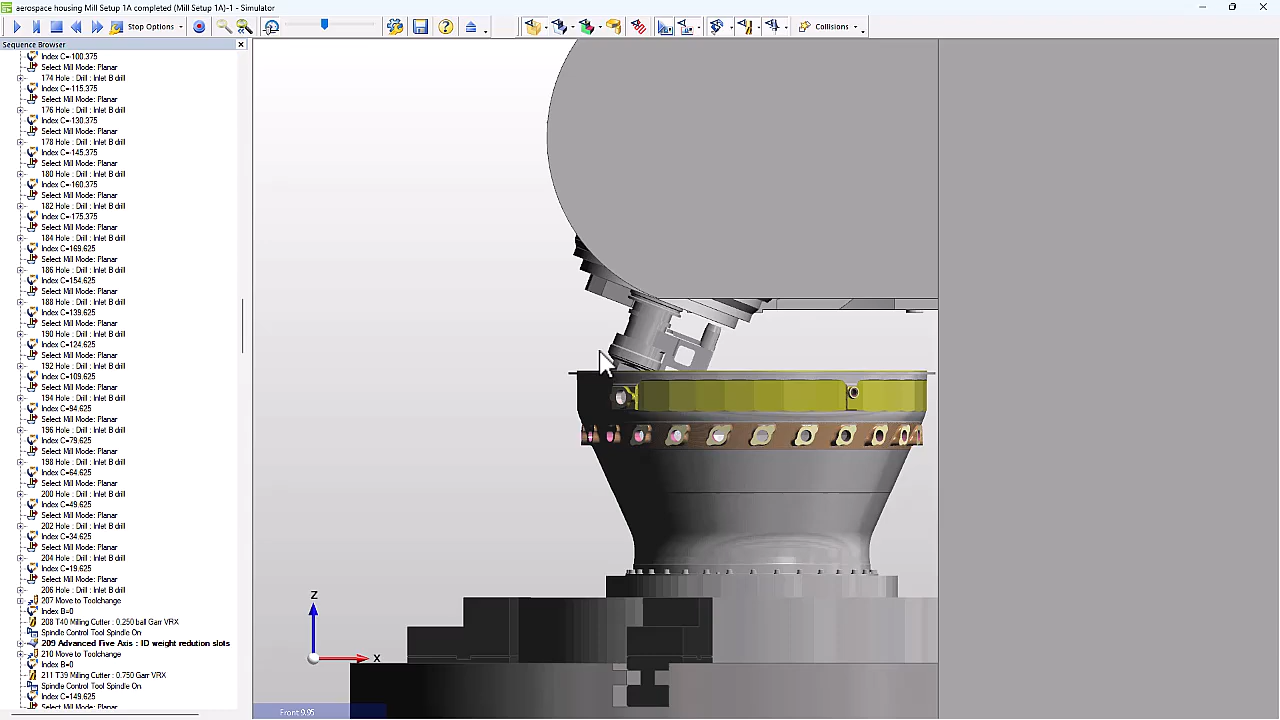 aerospace housing Mill Setup 1A completed (Mill Setup 1A)-1 - Simulator
Stop Options
Collisions
Sequence Browser
Index C=-100.375
Select Mill Mode: Planar
174 Hole : Drill : Inlet B drill
Index C=-115.375
Select Mill Mode: Planar
176 Hole : Drill : Inlet B drill
Index C=-130.375
Select Mill Mode: Planar
178 Hole : Drill : Inlet B drill
Index C=-145.375
Select Mill Mode: Planar
180 Hole : Drill : Inlet B drill
Index C=-160.375
Select Mill Mode: Planar
182 Hole : Drill : Inlet B drill
Index C=-175.375
Select Mill Mode: Planar
184 Hole : Drill : Inlet B drill
Index C=169.625
Select Mill Mode: Planar
186 Hole : Drill : Inlet B drill
Index C=154.625
Select Mill Mode: Planar
188 Hole : Drill : Inlet B drill
Index C=139.625
Select Mill Mode: Planar
190 Hole : Drill : Inlet B drill
Index C=124.625
Select Mill Mode: Planar
192 Hole : Drill : Inlet B drill
Index C=109.625
Select Mill Mode: Planar
194 Hole : Drill : Inlet B drill
Index C=94.625
Select Mill Mode: Planar
196 Hole : Drill : Inlet B drill
Index C=79.625
Select Mill Mode: Planar
198 Hole : Drill : Inlet B drill
Index C=64.625
Select Mill Mode: Planar
200 Hole : Drill : Inlet B drill
Index C=49.625
Select Mill Mode: Planar
202 Hole : Drill : Inlet B drill
Index C=34.625
Select Mill Mode: Planar
204 Hole : Drill : Inlet B drill
Index C=19.625
Select Mill Mode: Planar
206 Hole : Drill : Inlet B drill
207 Move to Toolchange
Index B=0
208 T40 Milling Cutter : 0.250 ball Garr VRX
Spindle Control Tool Spindle On
209 Advanced Five Axis : ID weight redution slots
210 Move to Toolchange
Index B=0
211 T39 Milling Cutter : 0.750 Garr VRX
Spindle Control Tool Spindle On
Index C=149.625
Select Mill Mode: Planar
Z
X
Front 9.95